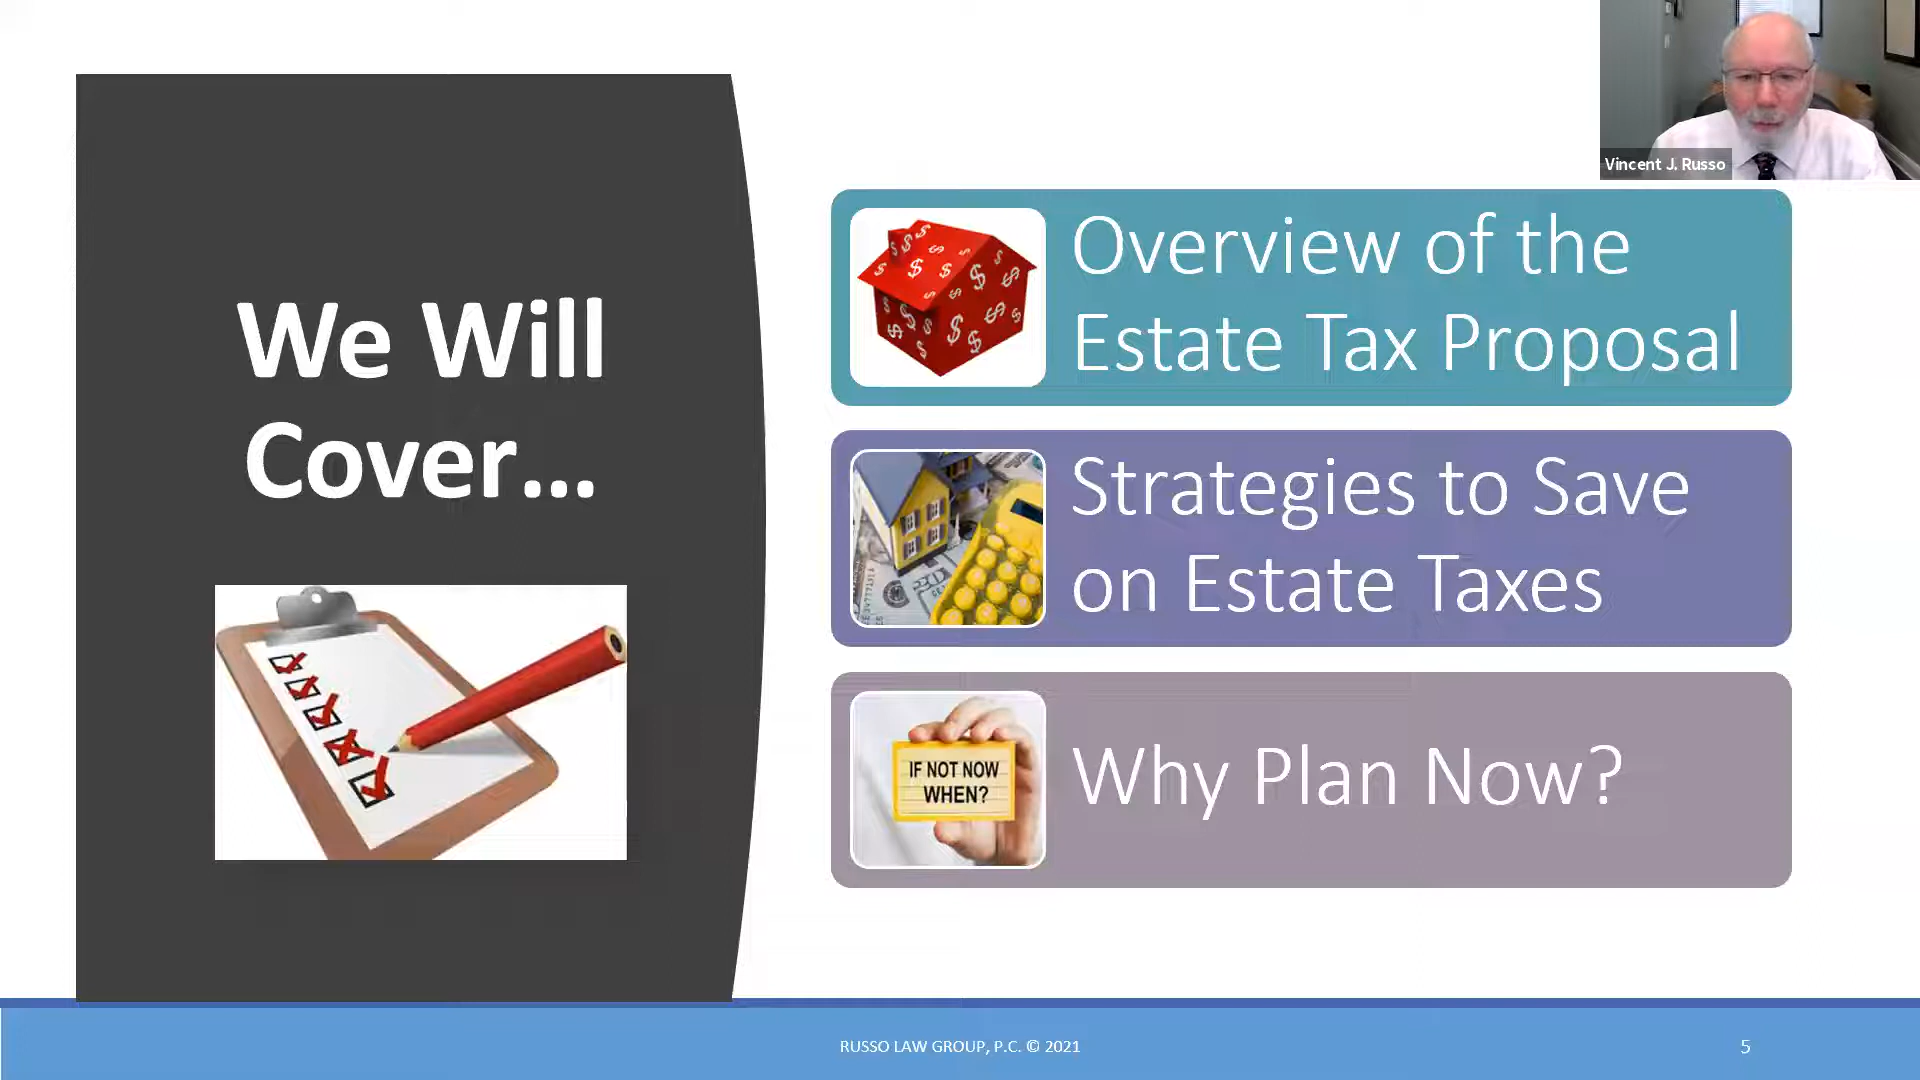 Vincent J. Russo
We Will
Cover...
Overview of the
Estate Tax Proposal
Strategies to Save
on Estate Taxes
IF NOT NOW
WHEN?
Why Plan Now?
RUSSO LAW GROUP, P.C. © 2021
5